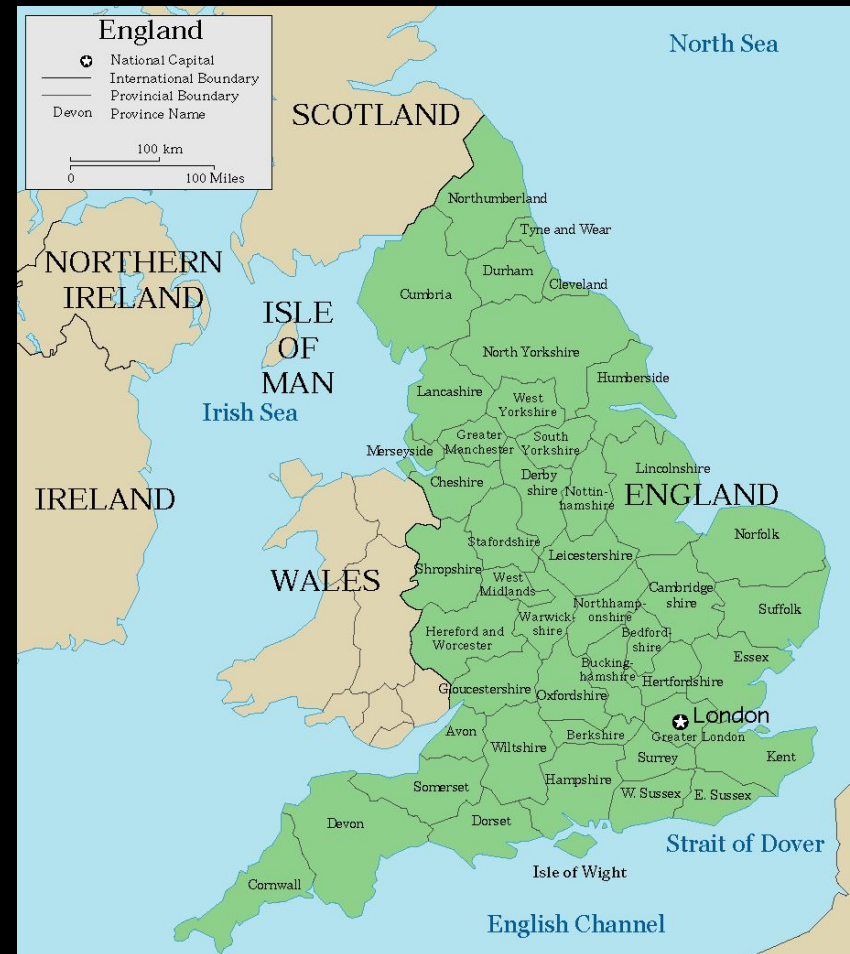 England
National Capital
International Boundary
Provincial Boundary
Devon Province Name
100 km
0 100 Miles
North Sea
SCOTLAND
Northumberland
Tyne and Wear
NORTHERN
IRELAND
Durham
Cleveland
Cumbria
ISLE
OF
MAN
North Yorkshire
Humberside
Lancashire
West
Yorkshire
Irish Sea
Greater
Manchester
South
Yorkshire
Merseyside
Lincolnshire
Cheshire
Derby
shire
Nottin-
hamshire
ENGLAND
IRELAND
Norfolk
Stafordshire
Leicestershire
Shropshire
WALES
West
Midlands
Cambridge
shire
Suffolk
Warwick-
shire
Northhamp-
onshire
Hereford and
Worcester
Bedford-
shire
Essex
Bucking-
hamshire
Hertfordshire
Gloucestershire
Oxfordshire
London
Greater London
Avon
Wiltshire
Berkshire
Surrey
Kent
Somerset
Hampshire
W. Sussex
E. Sussex
Devon
Dorset
Strait of Dover
Isle of Wight
Cornwall
English Channel